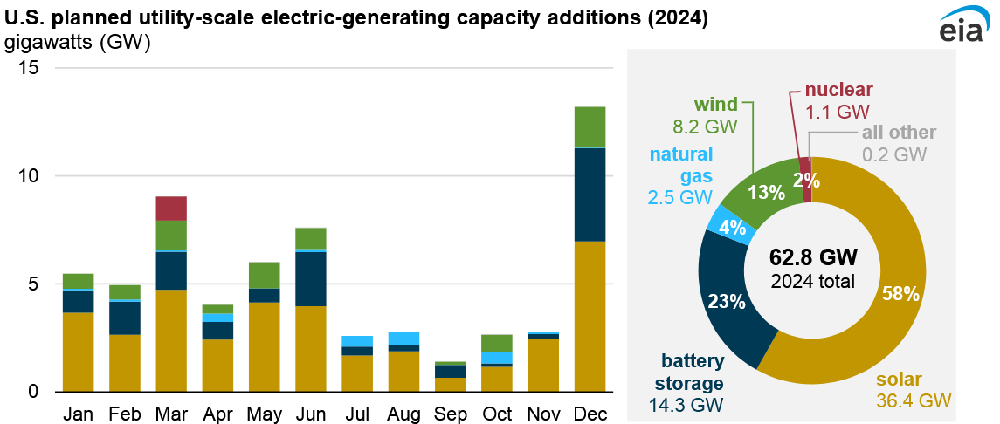 U.S. planned utility-scale electric-generating capacity additions (2024)
gigawatts (GW)
eia
15
10
5
0
Jan Feb Mar Apr May Jun Jul Aug Sep Oct Nov Dec
nuclear
1.1 GW
wind
8.2 GW
all other
0.2 GW
natural
gas
2.5 GW
2%
13%
4%
62.8 GW
2024 total
58%
23%
battery
storage
14.3 GW
solar
36.4 GW